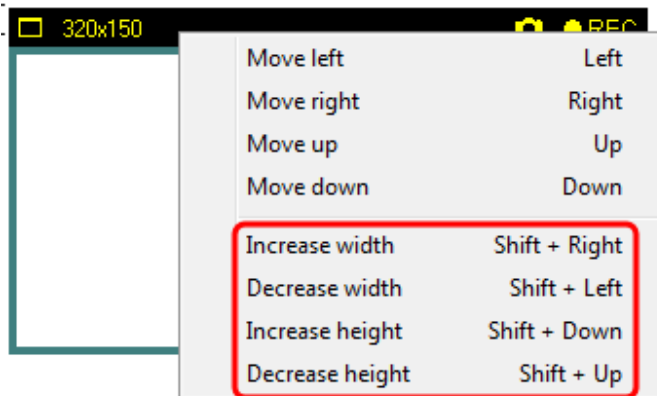 320x150 REC
Move left Left
Move right Right
Move up Up
Move down Down
Increase width Shift + Right
Decrease width Shift + Left
Increase height Shift + Down
Decrease height Shift + Up